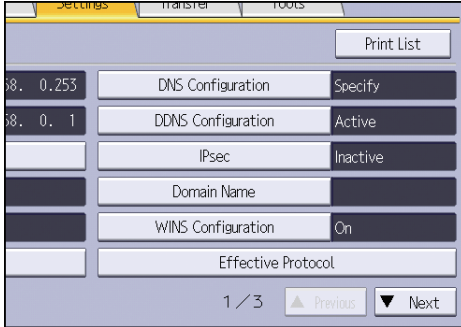 Settings Transfer Tools
Print List
58. 0.253 DNS Configuration Specify
58. 0. 1 DDNS Configuration Active
IPsec Inactive
Domain Name
WINS Configuration On
Effective Protocol
1/3 ▲ Previous ▼ Next